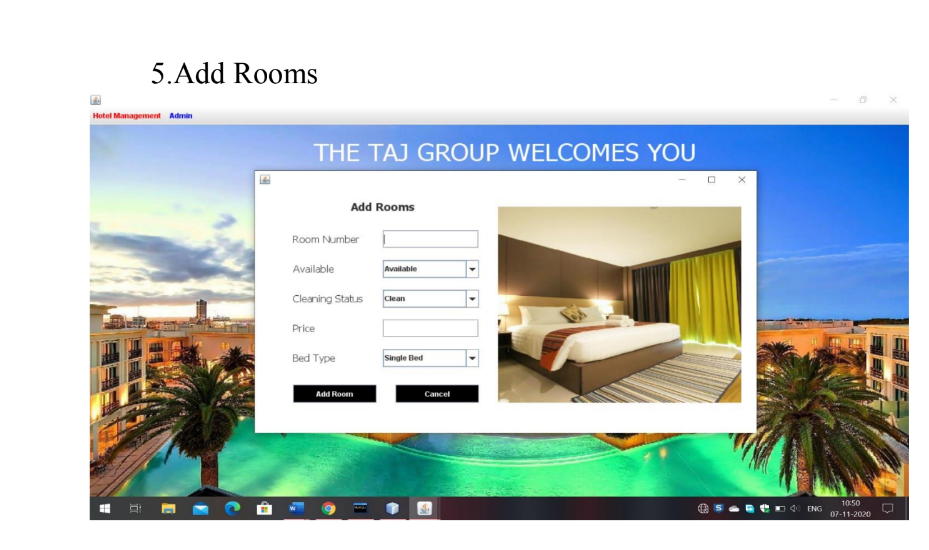 5.Add Rooms
Hotel Management Admin
THE TAJ GROUP WELCOMES YOU
Add Rooms
Room Number
Available Available
Cleaning Status Clean
Price
Bed Type Single Bed
Add Room Cancel
ENG
10:50
07-11-2020